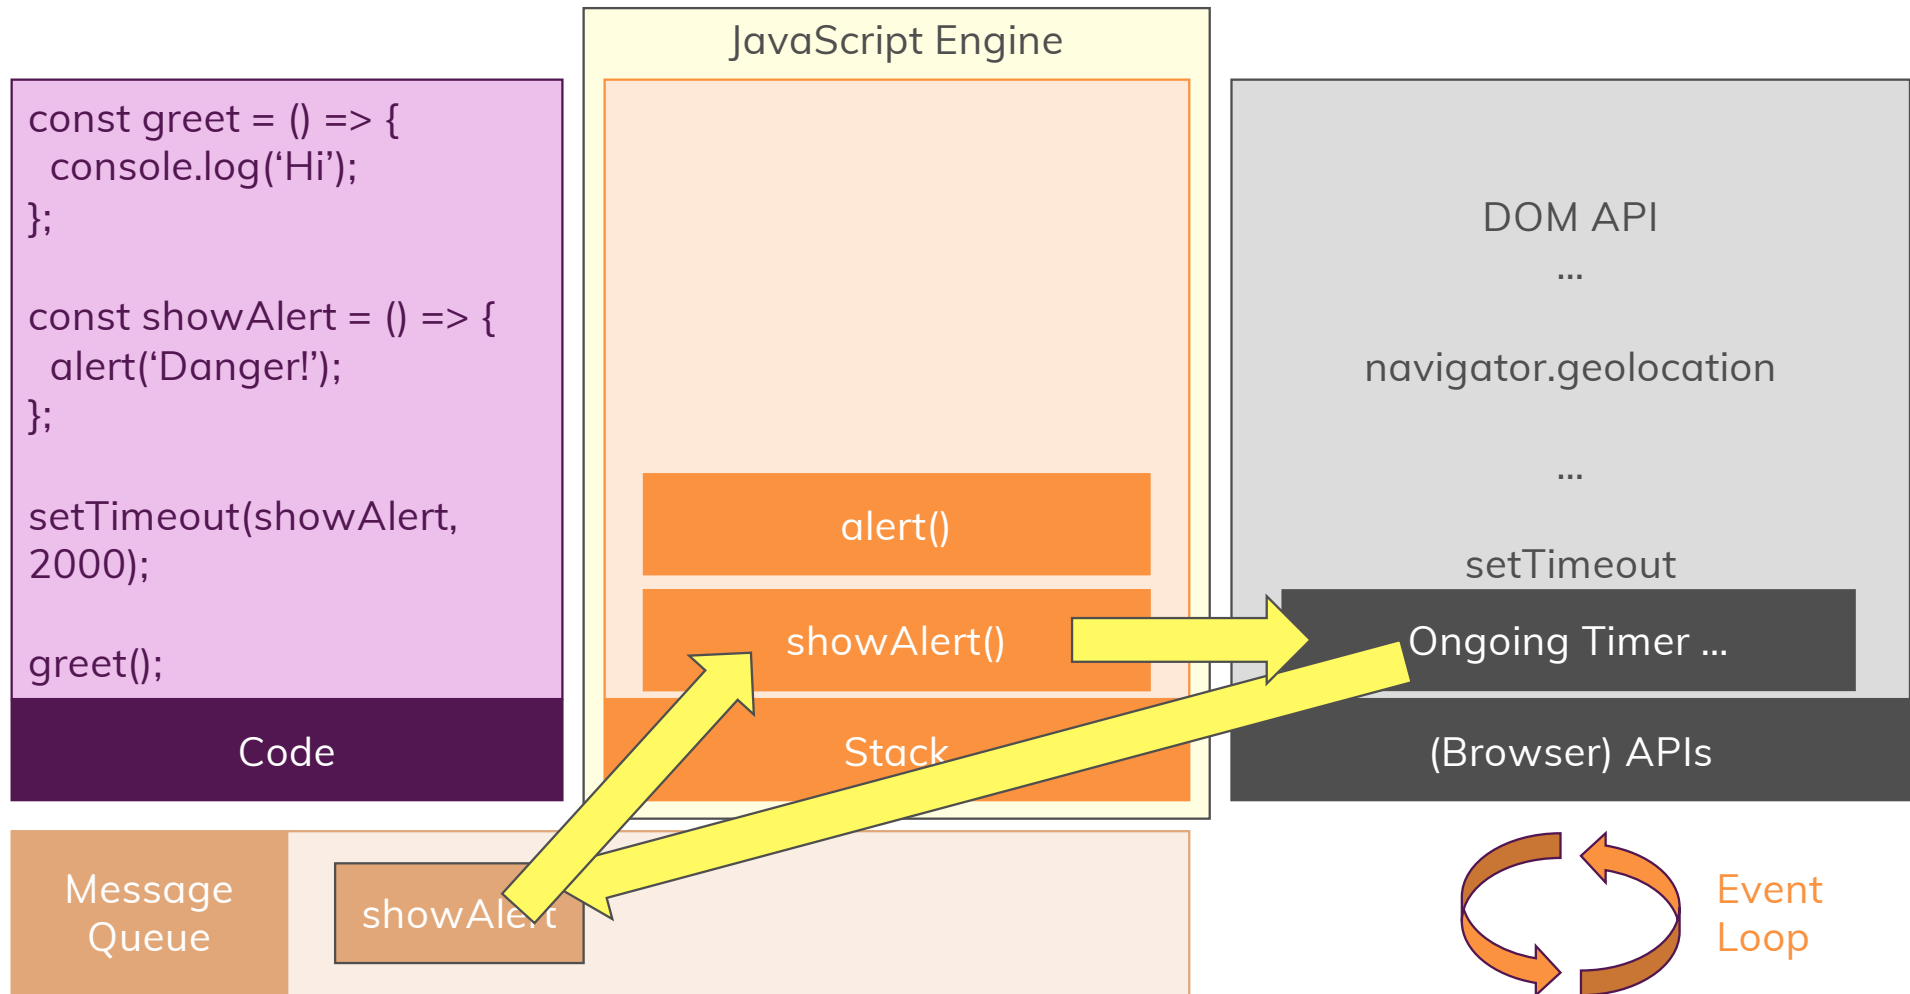 JavaScript Engine
const greet = () => {
console.log(‘Hi’);
};
const showAlert = () => {
alert(‘Danger!’);
};
setTimeout(showAlert,
2000);
greet();
Code
alert()
showAlert()
Stack
DOM API
...
navigator.geolocation
...
setTimeout
Ongoing Timer ...
(Browser) APIs
Message
Queue
showAlert
Event
Loop